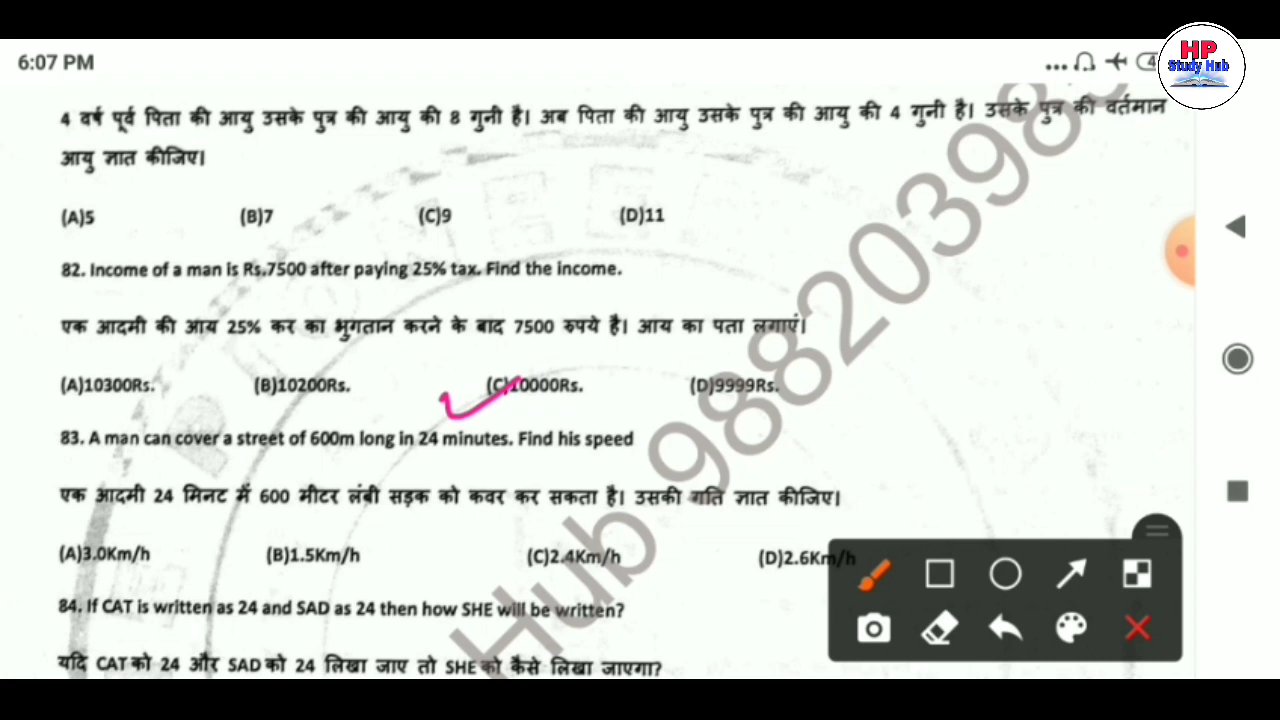 6:07 PM
HP
Study Hub
4 वर्ष पूर्व पिता की आयु उसके पुत्र की आयु की 8 गुनी है। अब पिता की आयु उसके पुत्र की आयु की 4 गुनी है। उसके पुत्र की वर्तमान
आयु ज्ञात कीजिए।
(A)5 (B)7 (C)9 (D)11
82. Income of a man is Rs.7500 after paying 25% tax. Find the income.
एक आदमी की आय 25% कर का भुगतान करने के बाद 7500 रुपये है। आय का पता लगाएं।
(A)10300Rs. (B)10200Rs. (C)10000Rs. (D)9999Rs.
83. A man can cover a street of 600m long in 24 minutes. Find his speed
एक आदमी 24 मिनट में 600 मीटर लंबी सड़क को कवर कर सकता है। उसकी गति ज्ञात कीजिए।
(A)3.0Km/h (B)1.5Km/h (C)2.4Km/h (D)2.6Km/h
84. If CAT is written as 24 and SAD as 24 then how SHE will be written?
यदि CAT को 24 और SAD को 24 लिखा जाए तो SHE को कैसे लिखा जाएगा?
Hub 98820398